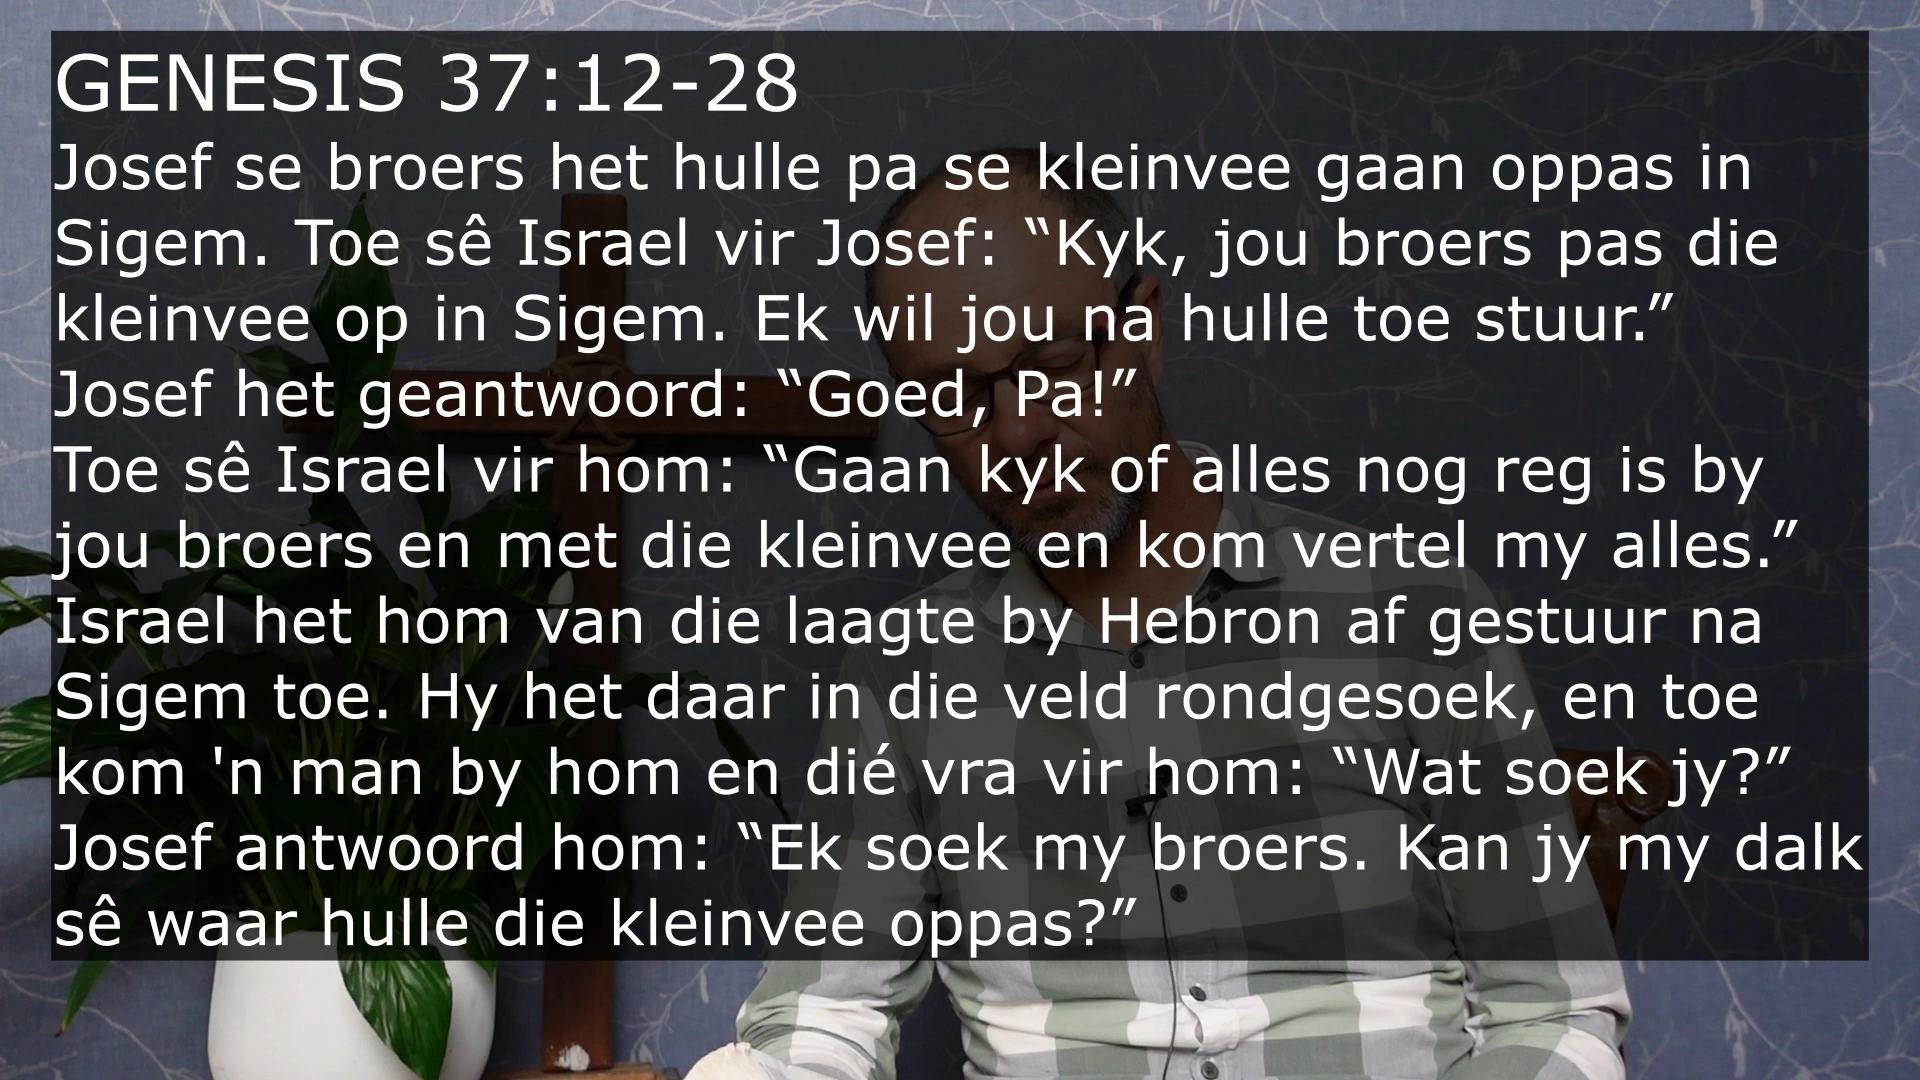 GENESIS 37:12-28
Josef se broers het hulle pa se kleinvee gaan oppas in
Sigem. Toe sê Israel vir Josef: “Kyk, jou broers pas die
kleinvee op in Sigem. Ek wil jou na hulle toe stuur.”
Josef het geantwoord: “Goed, Pa!”
Toe sê Israel vir hom: “Gaan kyk of alles nog reg is by
jou broers en met die kleinvee en kom vertel my alles.”
Israel het hom van die laagte by Hebron af gestuur na
Sigem toe. Hy het daar in die veld rondgesoek, en toe
kom 'n man by hom en dié vra vir hom: “Wat soek jy?”
Josef antwoord hom: “Ek soek my broers. Kan jy my dalk
sê waar hulle die kleinvee oppas?”